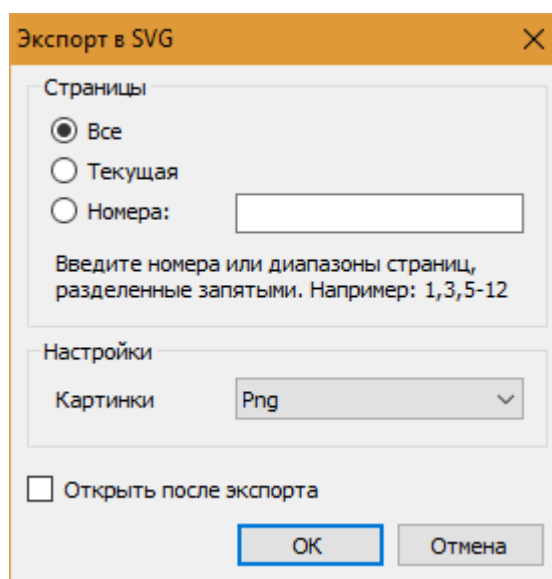 Экспорт в SVG
Страницы
Все
Текущая
Номера:
Введите номера или диапазоны страниц,
разделенные запятыми. Например: 1,3,5-12
Настройки
Картинки Png
Открыть после экспорта
ОК Отмена